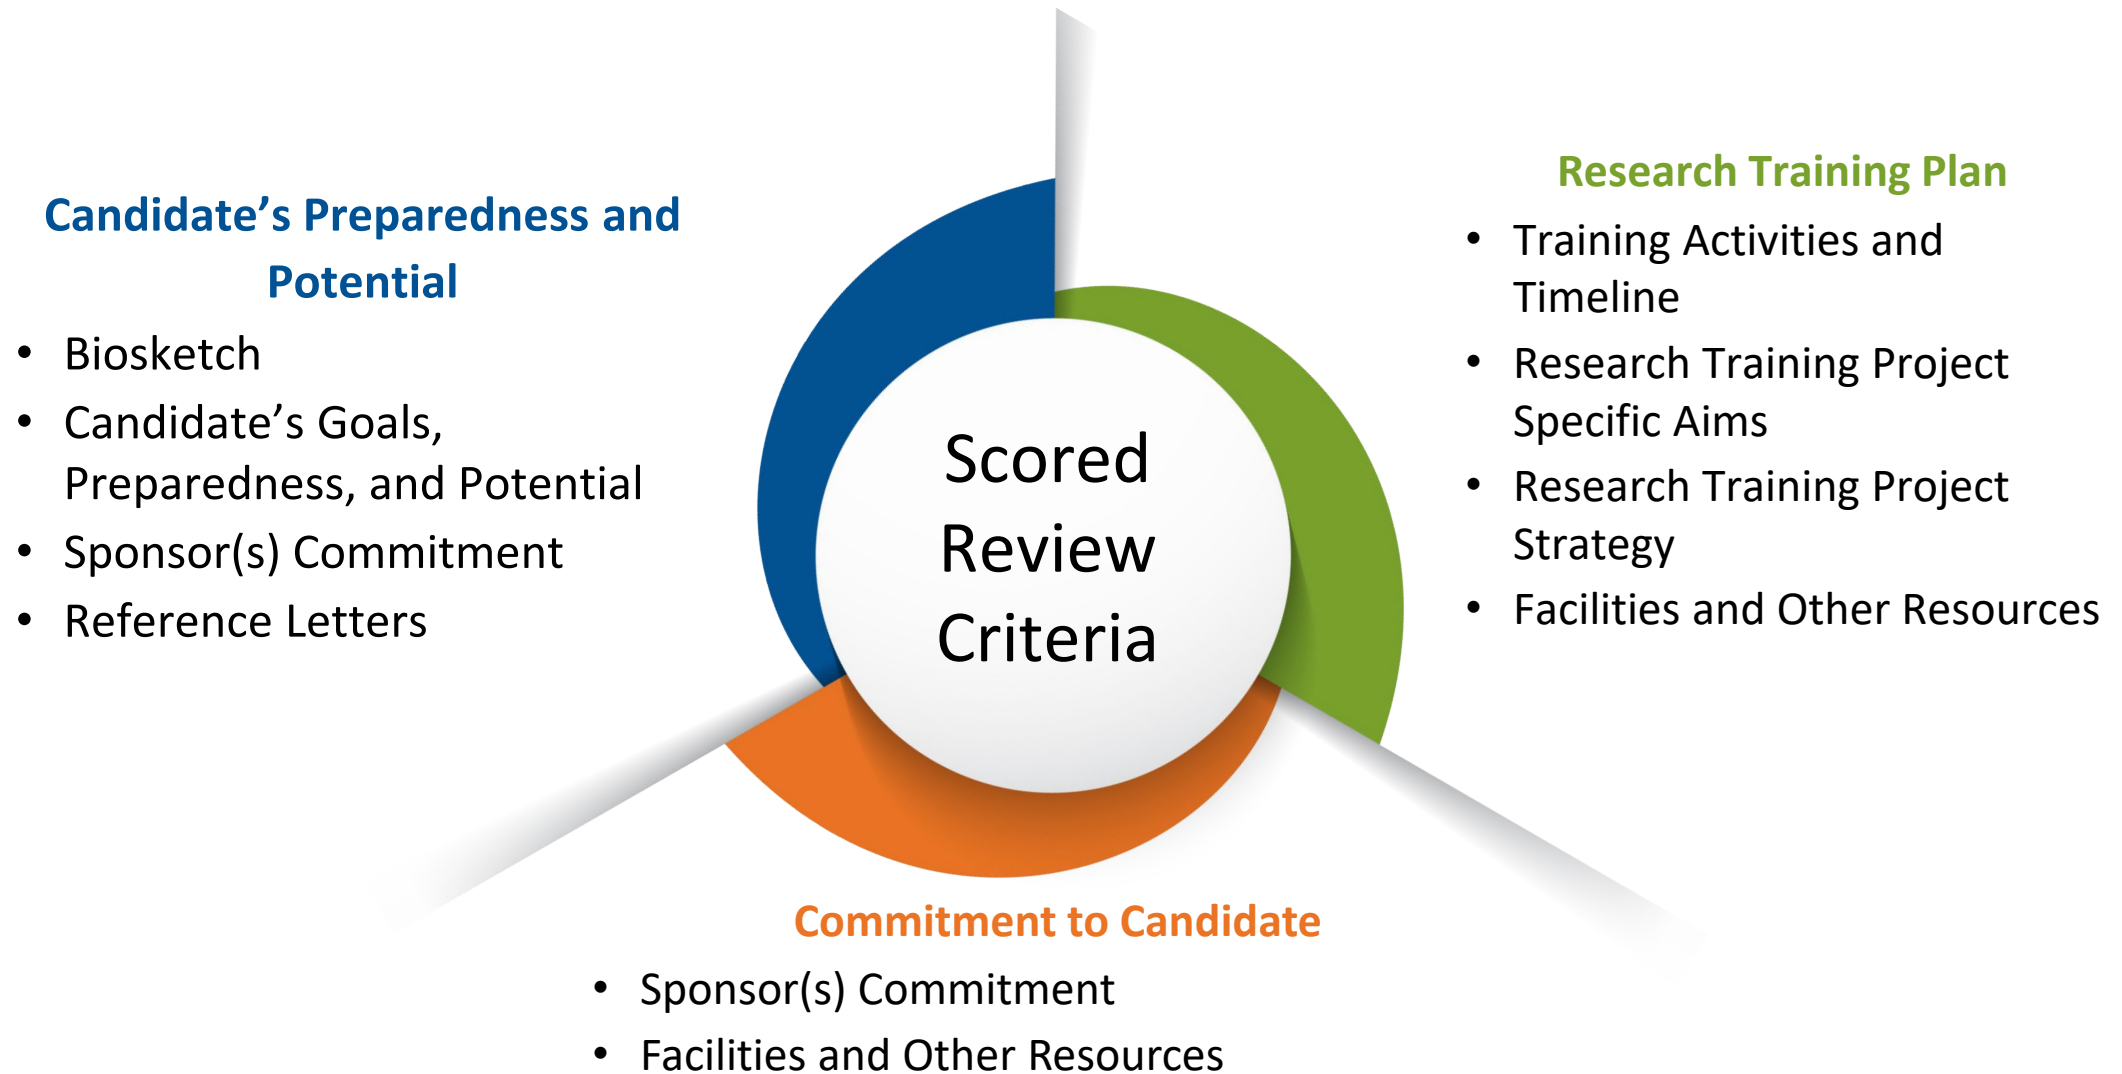 Candidate’s Preparedness and
Potential
• Biosketch
• Candidate’s Goals,
Preparedness, and Potential
• Sponsor(s) Commitment
• Reference Letters
Scored
Review
Criteria
Research Training Plan
• Training Activities and
Timeline
• Research Training Project
Specific Aims
• Research Training Project
Strategy
• Facilities and Other Resources
Commitment to Candidate
• Sponsor(s) Commitment
• Facilities and Other Resources